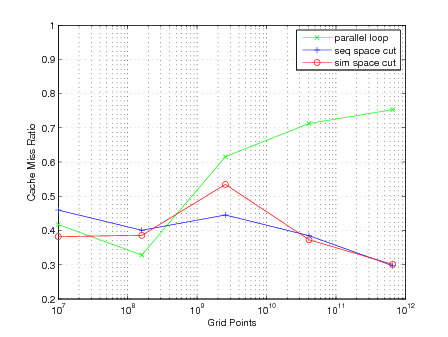 parallel loop
seq space cut
sim space cut
1
0.9
0.8
0.7
0.6
0.5
0.4
0.3
0.2
Cache Miss Ratio
10^7 10^8 10^9 10^10 10^11 10^12
Grid Points